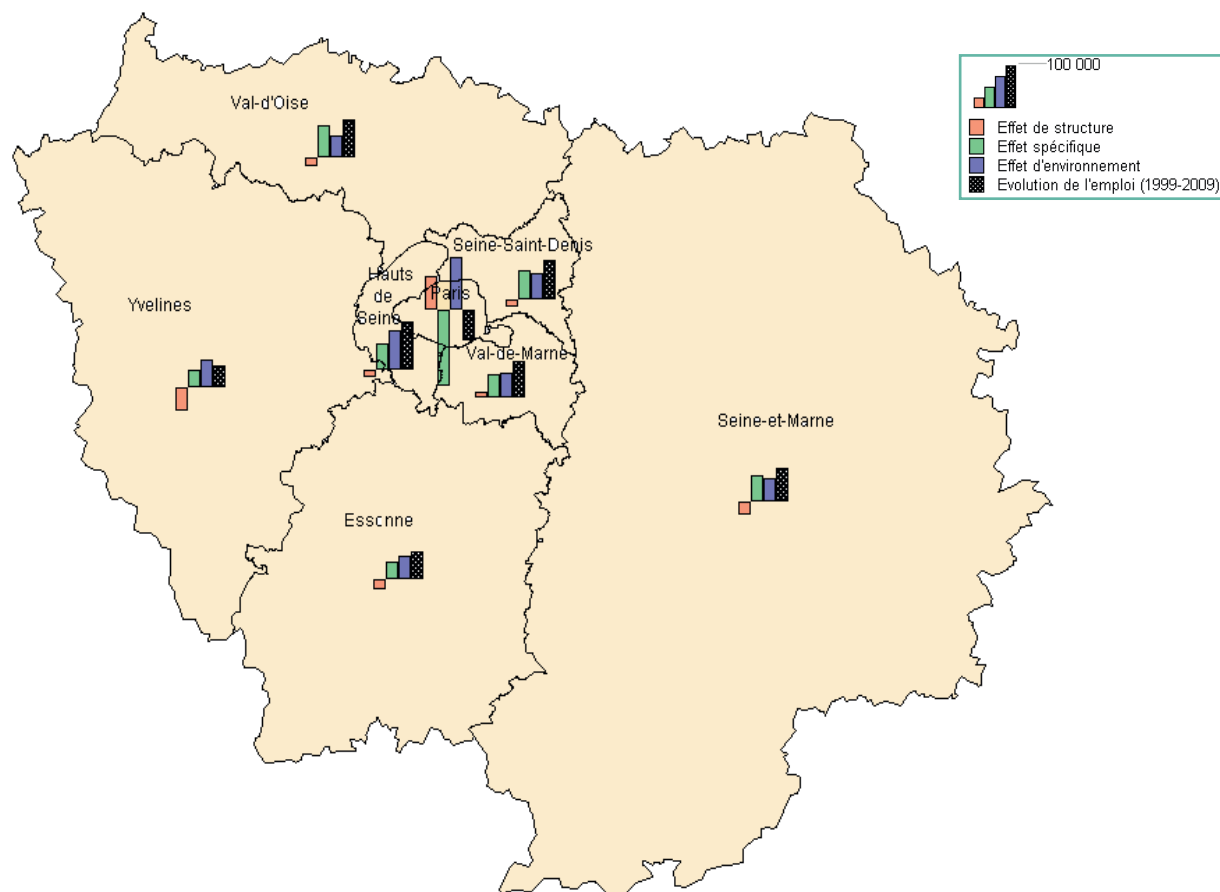 100 000
Effet de structure
Effet spécifique
Effet d'environnement
Evolution de l'emploi (1999-2009)
Val-d'Oise
Seine-Saint-Denis
Hauts
de
Seine
Paris
Yvelines
Val-de-Marne
Seine-et-Marne
Essonne